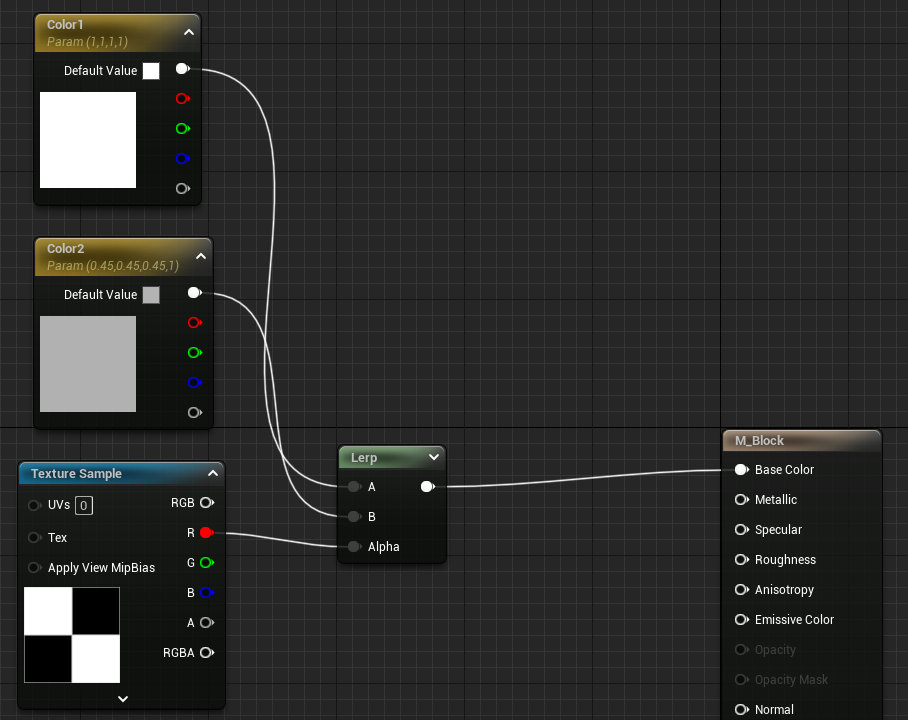 Color1
Param (1,1,1,1)
Default Value
Color2
Param (0.45,0.45,0.45,1)
Default Value
Texture Sample
UVs 0
RGB
Tex
R
Apply View MipBias
G
B
A
RGBA
Lerp
A
B
Alpha
M_Block
Base Color
Metallic
Specular
Roughness
Anisotropy
Emissive Color
Opacity
Opacity Mask
Normal